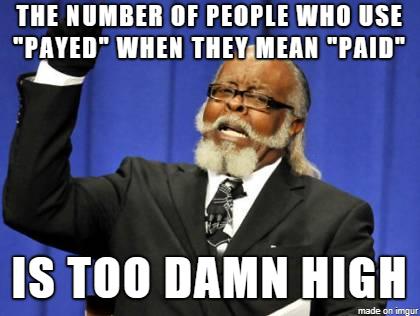 THE NUMBER OF PEOPLE WHO USE
"PAYED" WHEN THEY MEAN "PAID"
IS TOO DAMN HIGH
made on imgur